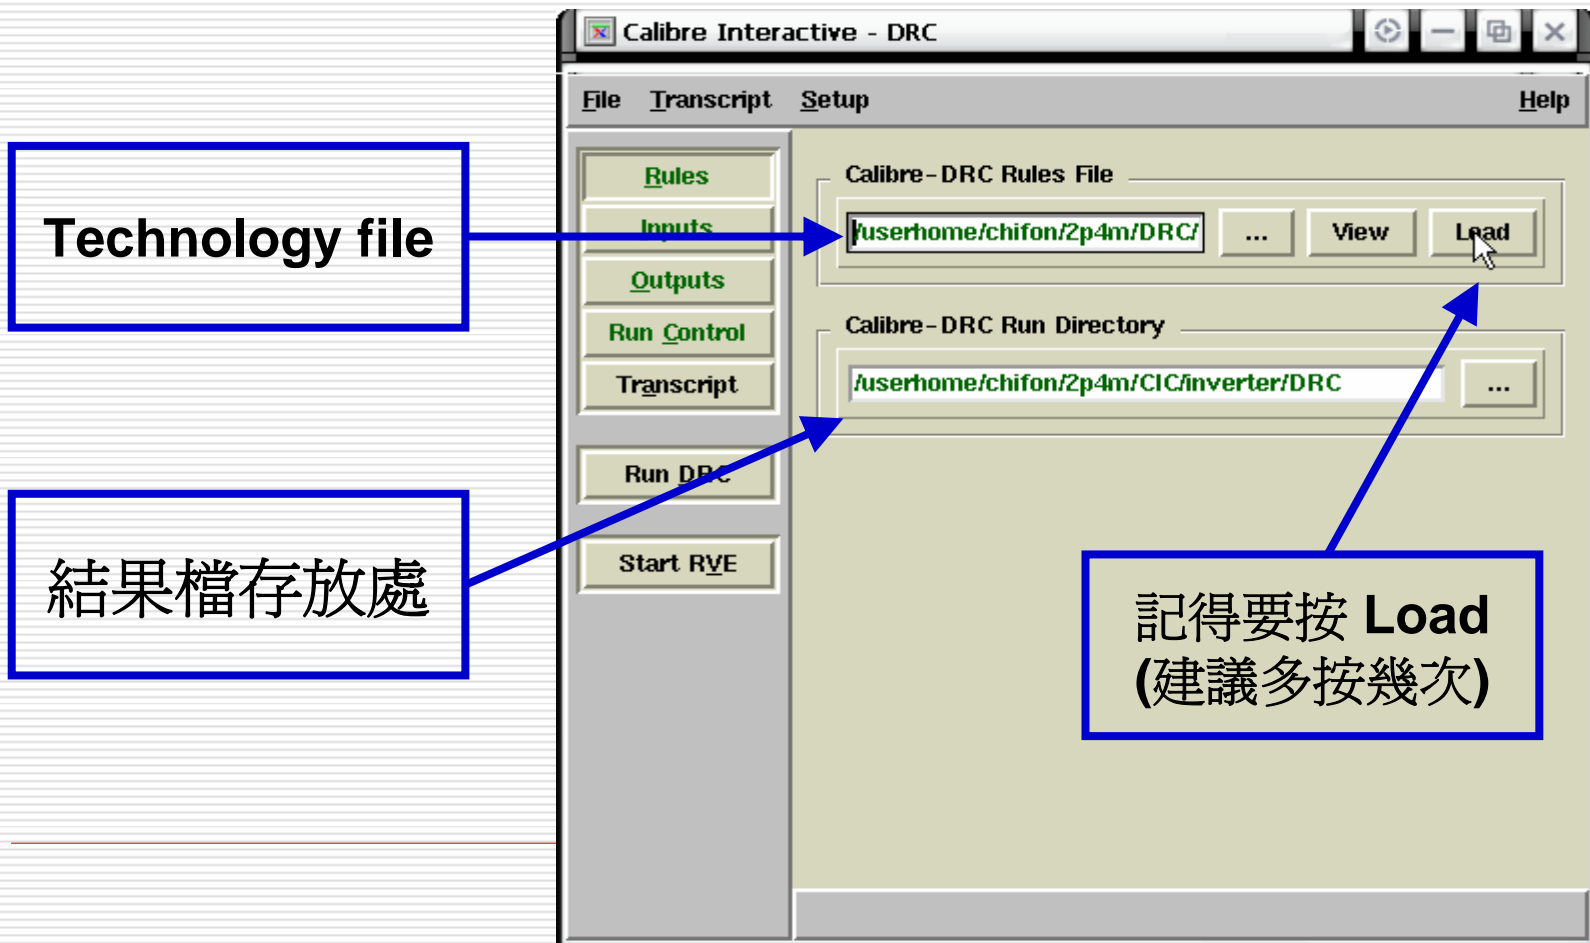 Calibre Interactive - DRC
File Transcript Setup Help
Technology file
結果檔存放處
Rules
Inputs
Outputs
Run Control
Transcript
Run DRC
Start RVE
Calibre-DRC Rules File
/userhome/chifon/2p4m/DRC/ ... View Load
Calibre-DRC Run Directory
/userhome/chifon/2p4m/CIC/inverter/DRC ...
記得要按 Load
(建議多按幾次)